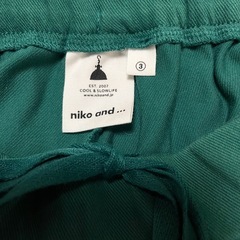 EST. 2007
COOL & SLOWLIFE
www.nikoand.jp
niko and ...
3